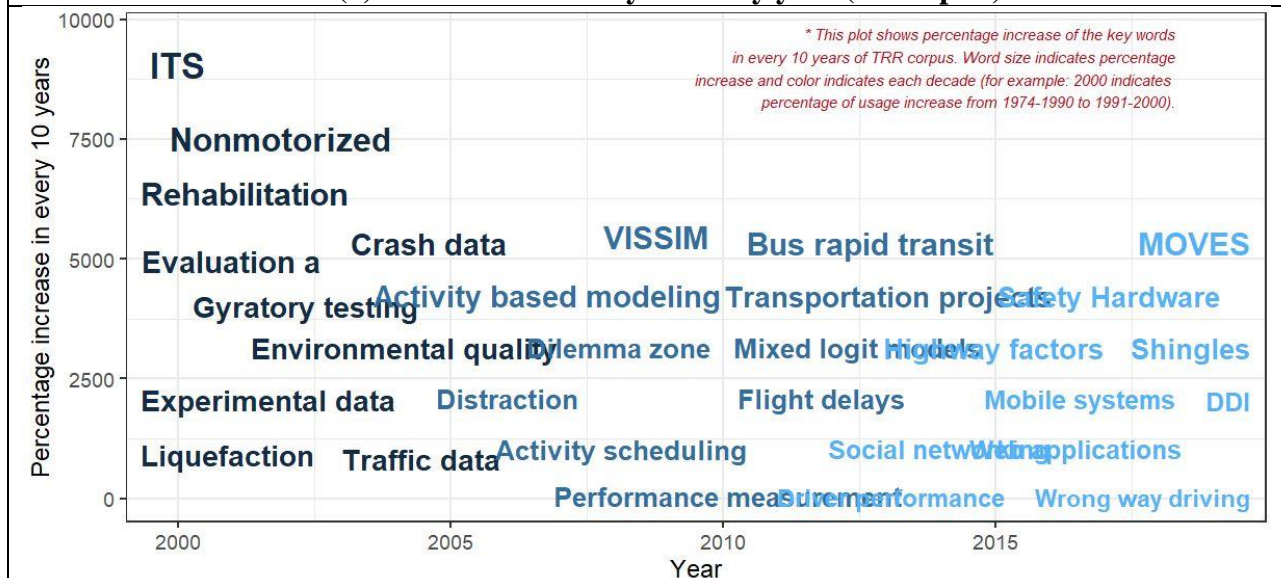 10000
* This plot shows percentage increase of the key words
in every 10 years of TRR corpus. Word size indicates percentage
increase and color indicates each decade (for example: 2000 indicates
percentage of usage increase from 1974-1990 to 1991-2000).
ITS
7500
Nonmotorized
Rehabilitation
Crash data VISSIM Bus rapid transit MOVES
5000
Evaluation a
Gyratory testing Activity based modeling Transportation projects Safety Hardware
Environmental quality Dilemma zone Mixed logit models Highway factors Shingles
2500
Experimental data Distraction Flight delays Mobile systems DDI
Liquefaction Traffic data Activity scheduling Social networking Web applications
0
Performance measurement Driver performance Wrong way driving
Percentage increase in every 10 years
2000 2005 2010 2015
Year